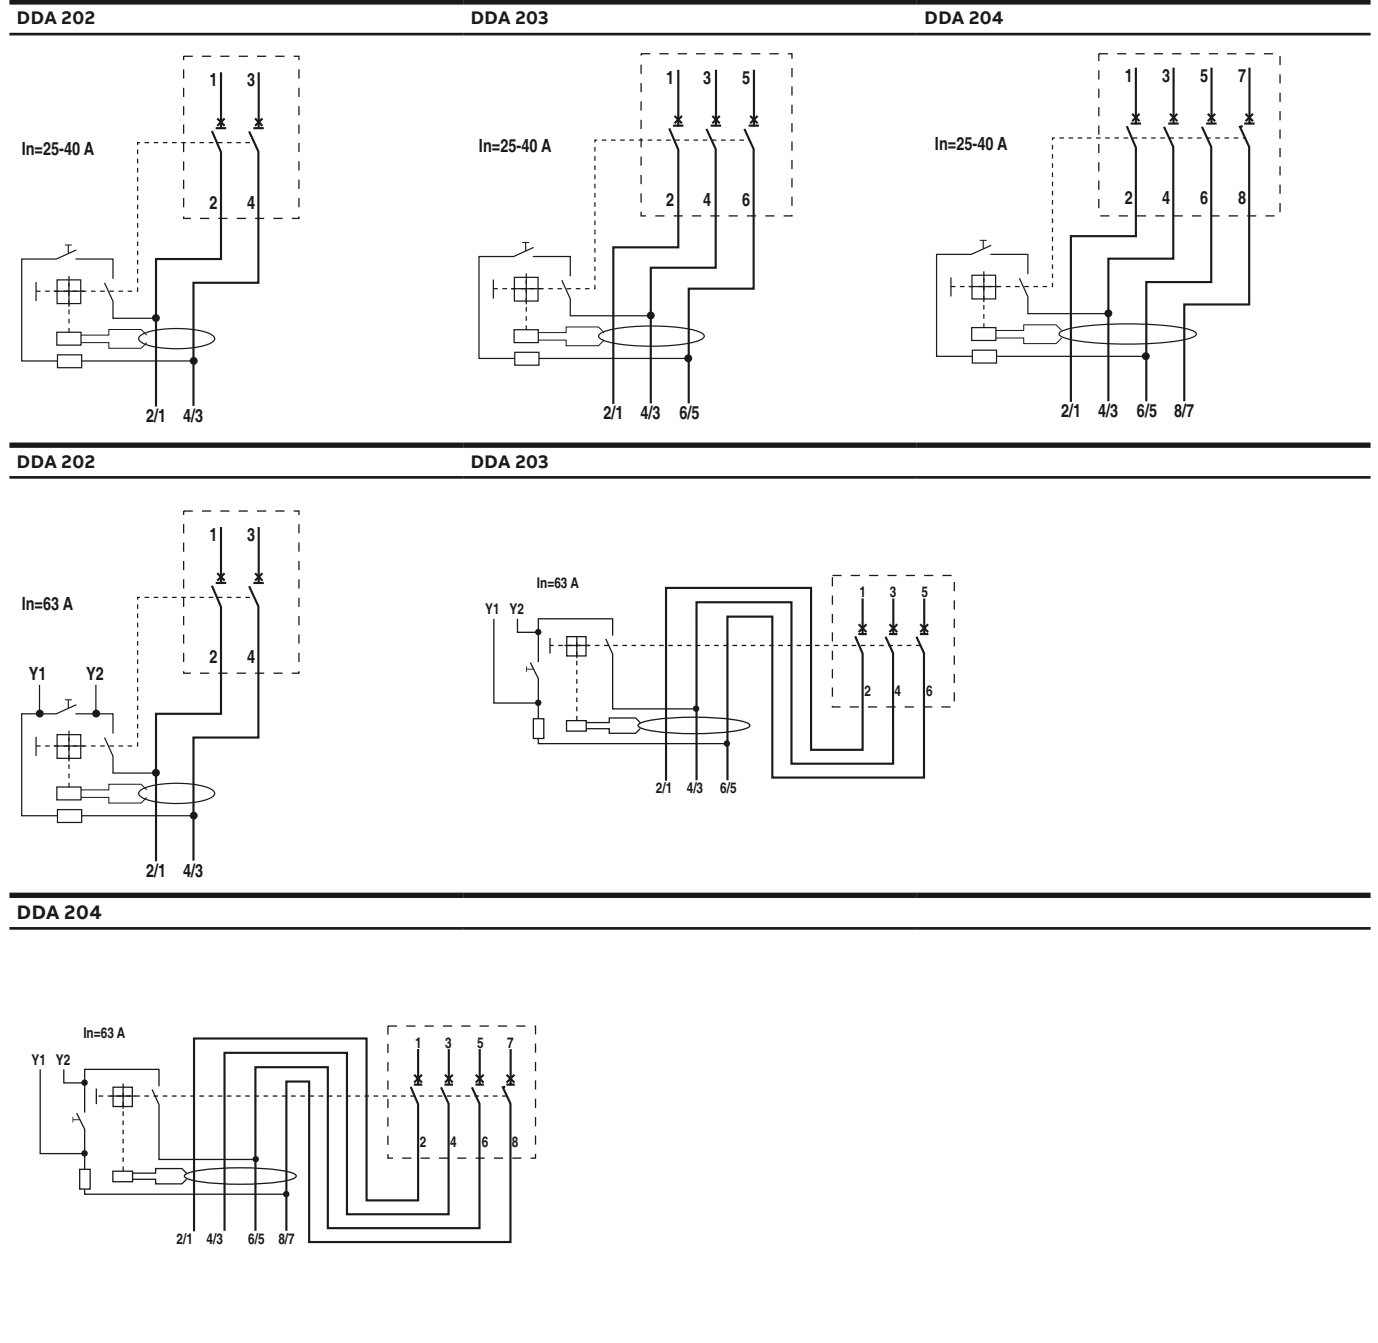 DDA 202 DDA 203 DDA 204
1 3
1 3 5
1 3 5 7
In=25-40 A
In=25-40 A
In=25-40 A
2 4
2 4 6
2 4 6 8
2/1 4/3
2/1 4/3 6/5
2/1 4/3 6/5 8/7
DDA 202 DDA 203
1 3
In=63 A
2 4
Y1 Y2
2/1 4/3
In=63 A
Y1 Y2
1 3 5
2 4 6
2/1 4/3 6/5
DDA 204
In=63 A
Y1 Y2
1 3 5 7
2 4 6 8
2/1 4/3 6/5 8/7